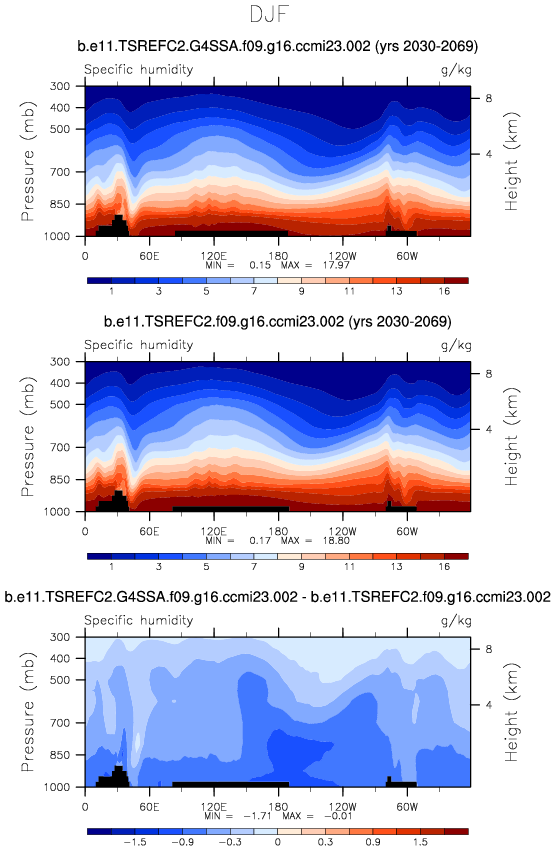 DJF
b.e11.TSREFC2.G4SSA.f09.g16.ccmi23.002 (yrs 2030-2069)
Specific humidity g/kg
Pressure (mb)
300
400
500
700
850
1000
Height (km)
8
4
0 60E 120E 180 120W 60W
MIN = 0.15 MAX = 17.97
1 3 5 7 9 11 13 16
b.e11.TSREFC2.f09.g16.ccmi23.002 (yrs 2030-2069)
Specific humidity g/kg
Pressure (mb)
300
400
500
700
850
1000
Height (km)
8
4
0 60E 120E 180 120W 60W
MIN = 0.17 MAX = 18.80
1 3 5 7 9 11 13 16
b.e11.TSREFC2.G4SSA.f09.g16.ccmi23.002 - b.e11.TSREFC2.f09.g16.ccmi23.002
Specific humidity g/kg
Pressure (mb)
300
400
500
700
850
1000
Height (km)
8
4
0 60E 120E 180 120W 60W
MIN = -1.71 MAX = -0.01
-1.5 -0.9 -0.3 0 0.3 0.9 1.5